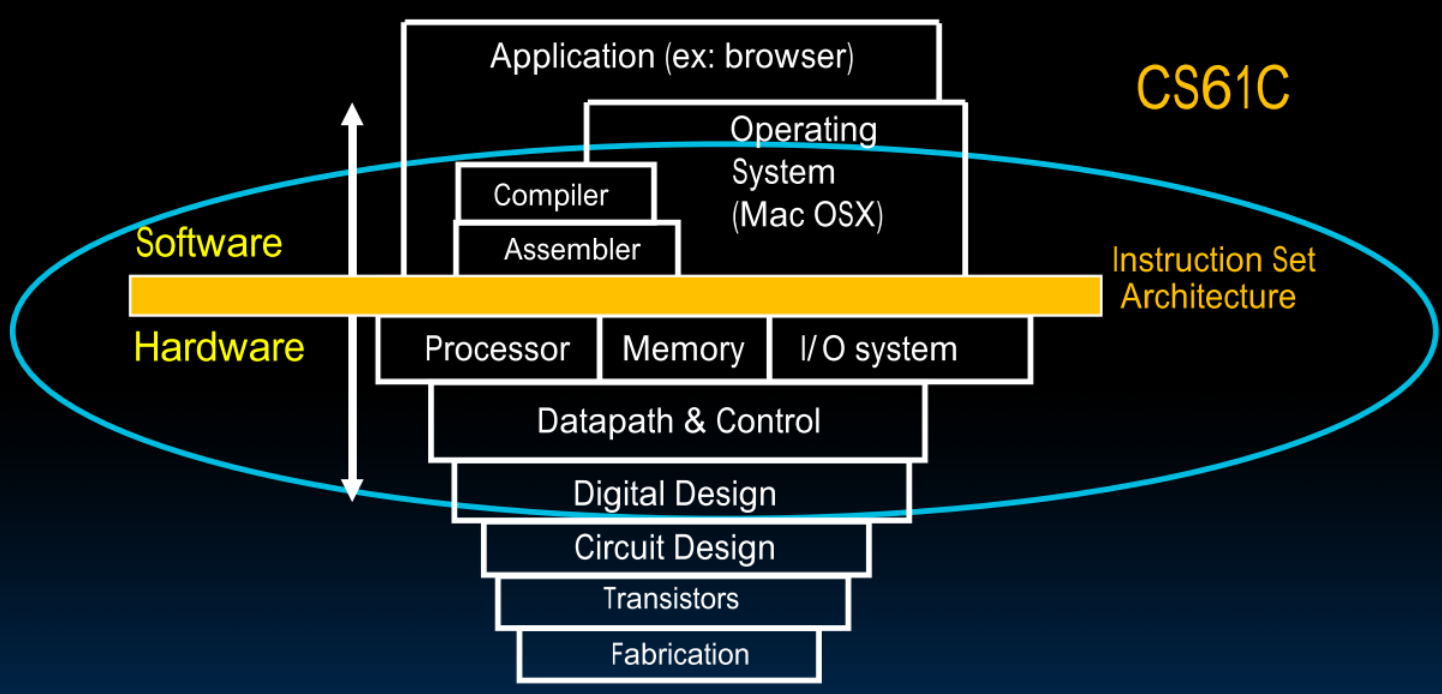 Application (ex: browser)
CS61C
Operating
System
(Mac OSX)
Compiler
Assembler
Software
Instruction Set
Architecture
Hardware
Processor
Memory
I/O system
Datapath & Control
Digital Design
Circuit Design
Transistors
Fabrication